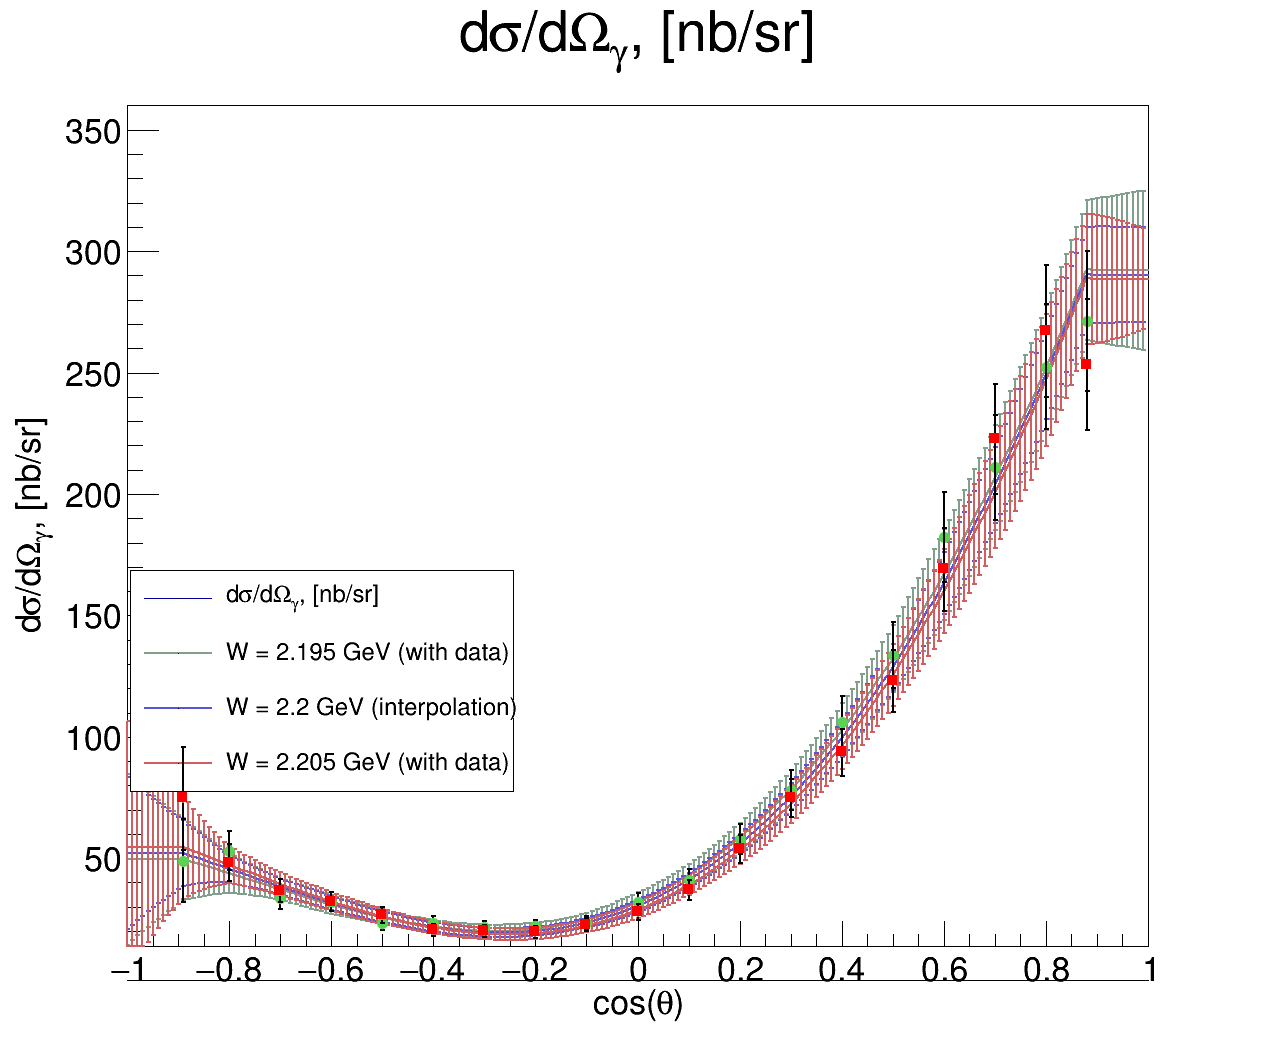 dσ/dΩγ, [nb/sr]
350
300
250
200
150
100
50
dσ/dΩγ, [nb/sr]
dσ/dΩγ, [nb/sr]
W = 2.195 GeV (with data)
W = 2.2 GeV (interpolation)
W = 2.205 GeV (with data)
−1 −0.8 −0.6 −0.4 −0.2 0 0.2 0.4 0.6 0.8 1
cos(θ)